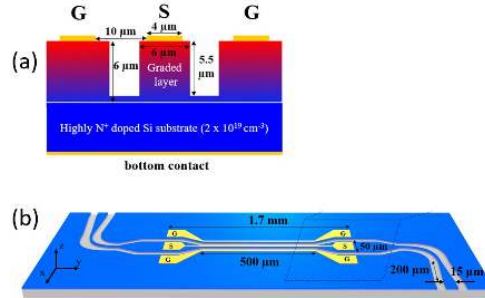 G S G
4 µm
10 µm
(a)
6 µm
6 µm
5.5
µm
Graded
layer
Highly N⁺ doped Si substrate (2 x 10¹⁹ cm⁻³)
bottom contact
(b)
1.7 mm
G G
S S
50 µm
G G
500 µm
200 µm
15 µm
z
y
x